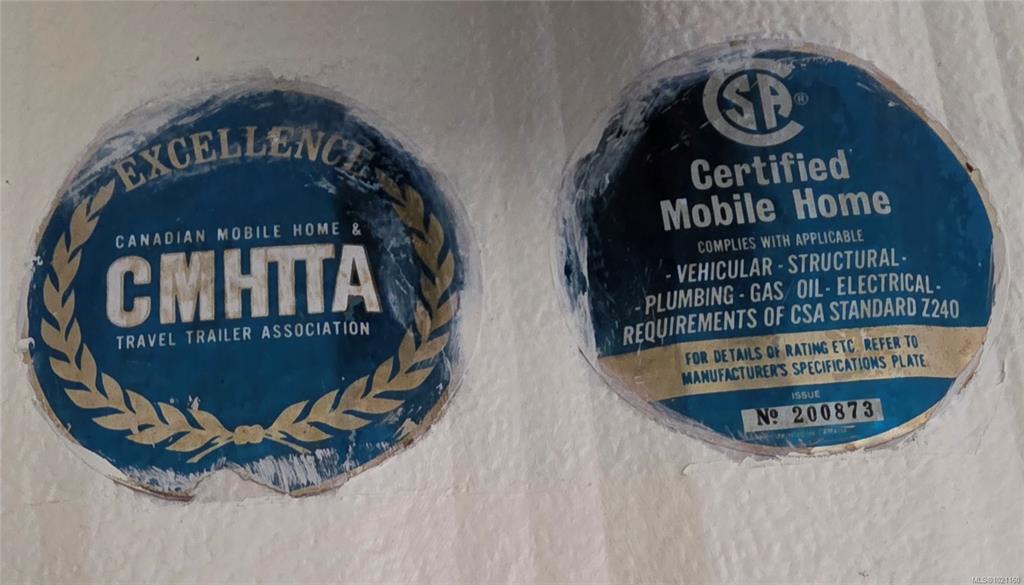 EXCELLENCE
CANADIAN MOBILE HOME &
CMHTTA
TRAVEL TRAILER ASSOCIATION
CSA®
Certified
Mobile Home
COMPLIES WITH APPLICABLE
- VEHICULAR - STRUCTURAL -
- PLUMBING - GAS OIL - ELECTRICAL -
REQUIREMENTS OF CSA STANDARD Z240
FOR DETAILS OF RATING ETC. REFER TO
MANUFACTURER'S SPECIFICATIONS PLATE
ISSUE
Nº 200873
MLS®1021160